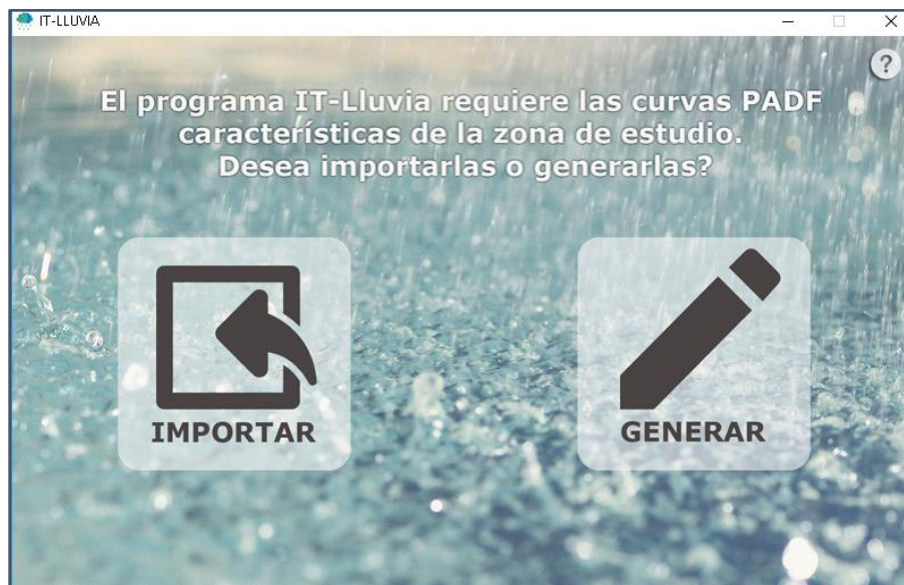 IT-LLUVIA
?
El programa IT-Lluvia requiere las curvas PADF
características de la zona de estudio.
Desea importarlas o generarlas?
IMPORTAR
GENERAR